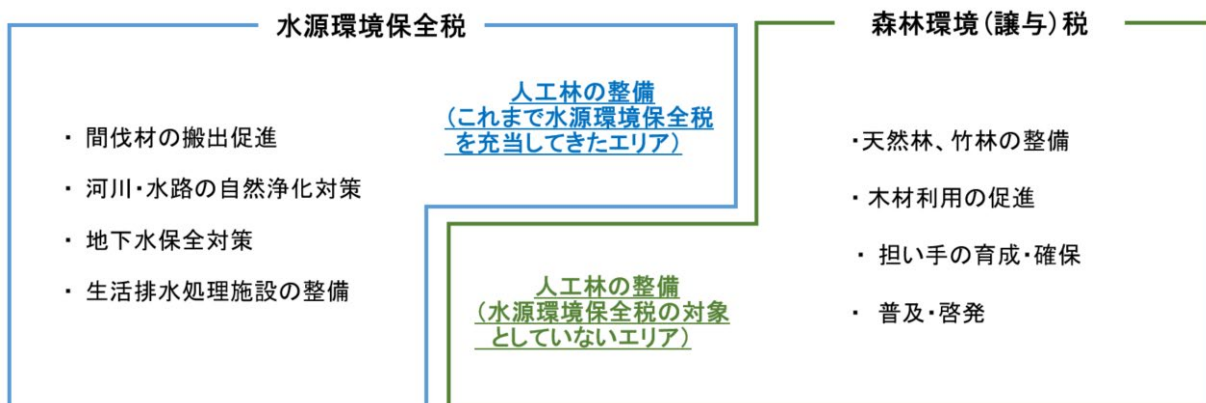 水源環境保全税
人工林の整備
（これまで水源環境保全税
を充当してきたエリア）
・ 間伐材の搬出促進
・ 河川・水路の自然浄化対策
・ 地下水保全対策
・ 生活排水処理施設の整備
森林環境（譲与）税
・天然林、竹林の整備
・木材利用の促進
・ 担い手の育成・確保
・ 普及・啓発
人工林の整備
（水源環境保全税の対象
としていないエリア）